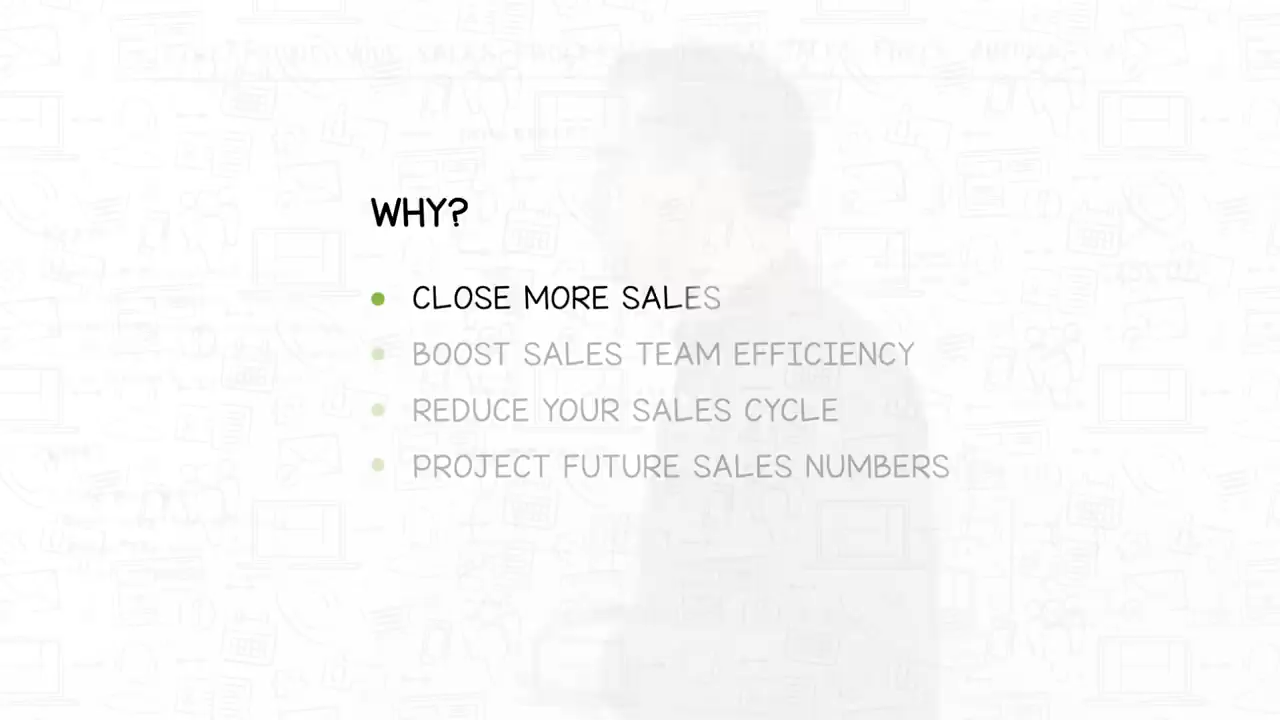 WHY?
CLOSE MORE SALES
BOOST SALES TEAM EFFICIENCY
REDUCE YOUR SALES CYCLE
PROJECT FUTURE SALES NUMBERS